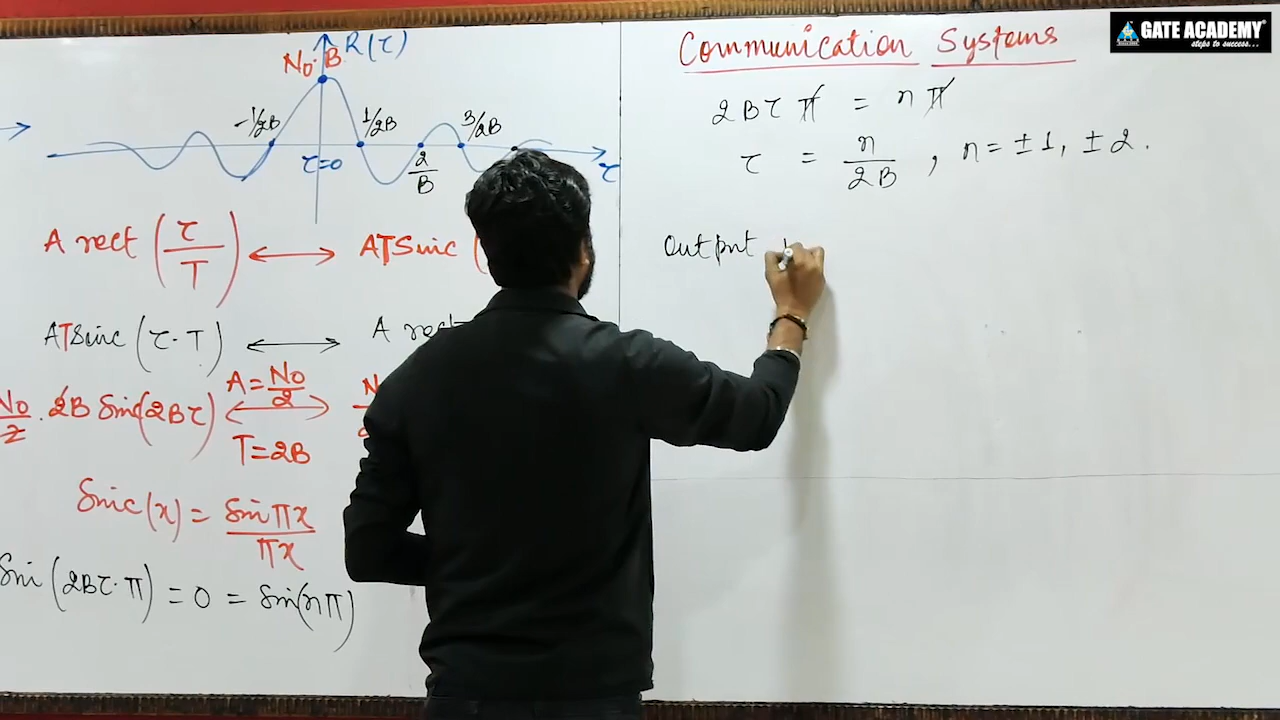 GATE ACADEMY
steps to success...
R(τ)
N₀·B
-1/2B
1/2B
3/2B
τ=0
2/B
τ
A rect (τ/T) ⟷ ATSinc (
ATSinc (τ·T) ⟷ A rect
N₀/2 · 2B Sinc(2Bτ) ⟷
A = N₀/2
T = 2B
Sinc(x) = Sin πx / πx
Sin (2Bτ·π) = 0 = Sin(nπ)
Communication Systems
2Bτπ = nπ
τ = n/2B , n = ±1, ±2.
Output